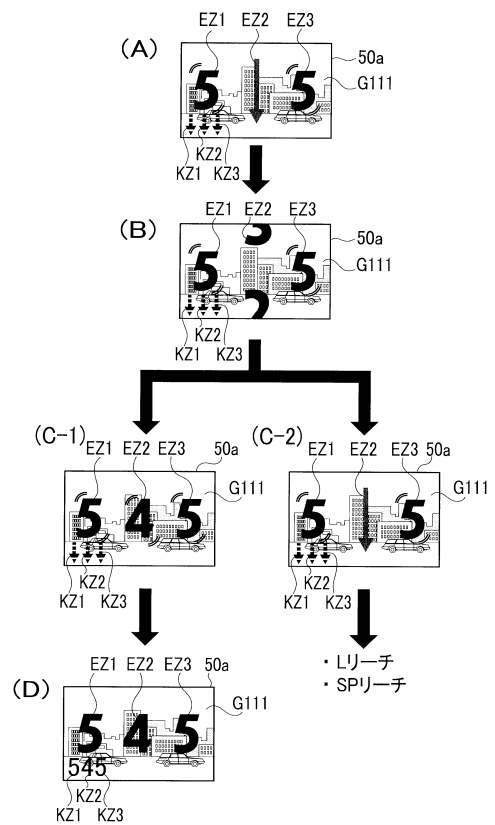 EZ1 EZ2 EZ3
(A)
50a
5 5
G111
KZ1 KZ2 KZ3
EZ1 EZ2 EZ3
(B)
50a
3
5 5
G111
2
KZ1 KZ2 KZ3
(C-1)
EZ1 EZ2 EZ3 50a
G111
5 4 5
KZ1 KZ2 KZ3
(C-2)
EZ1 EZ2 EZ3 50a
G111
5 5
KZ1 KZ2 KZ3
・Lリーチ
・SPリーチ
(D)
EZ1 EZ2 EZ3 50a
G111
5 4 5
545
KZ1 KZ2 KZ3